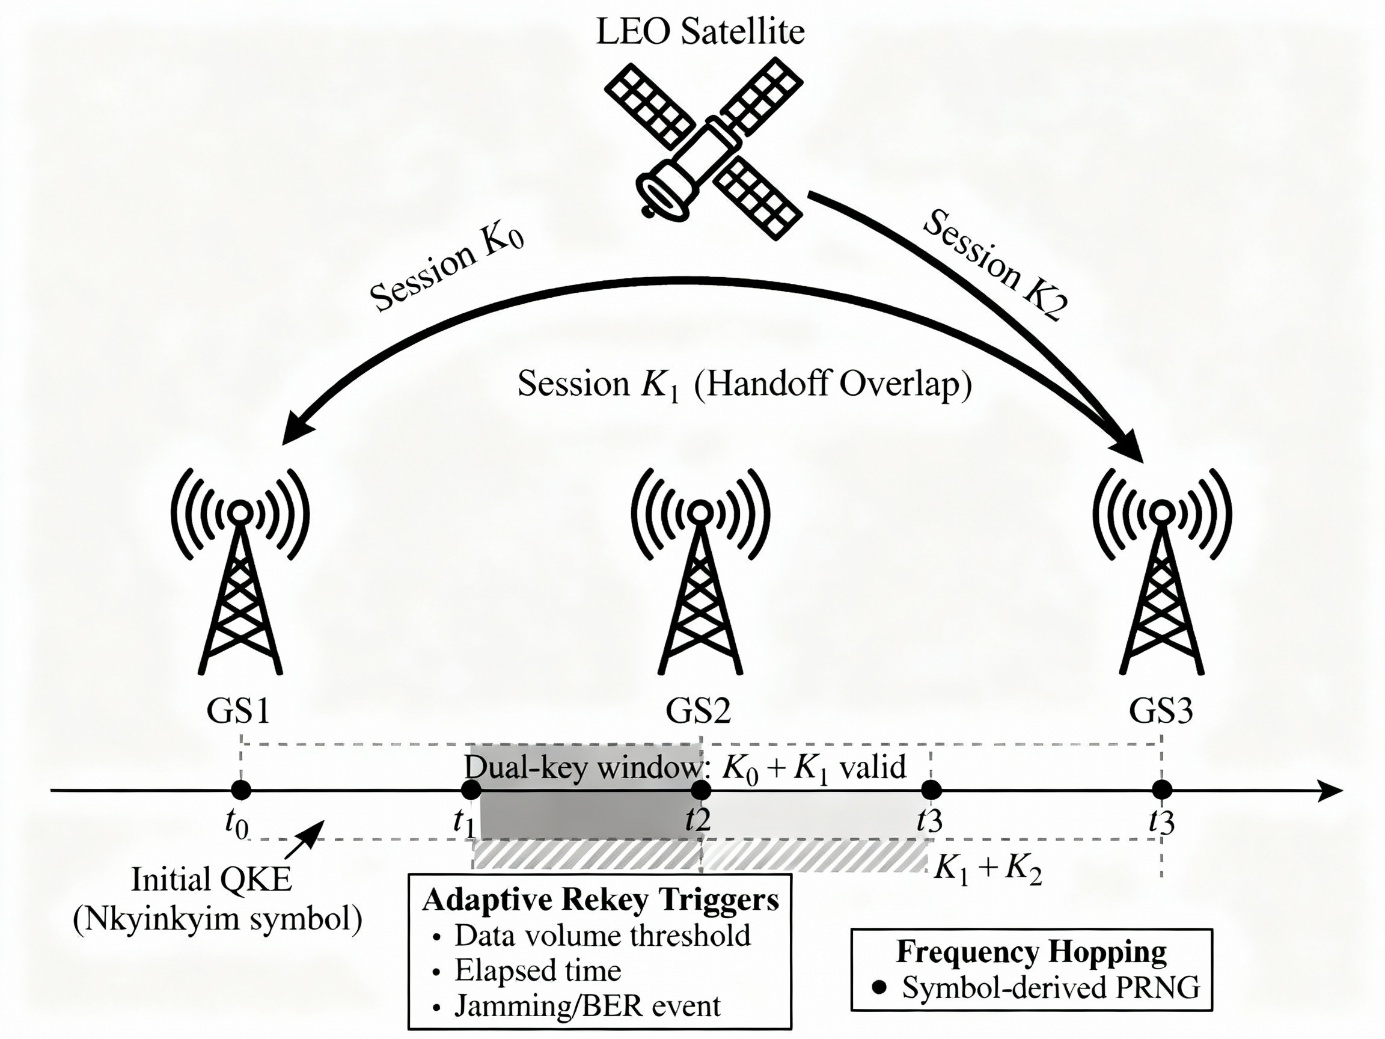 LEO Satellite
Session K₀
Session K2
Session K₁ (Handoff Overlap)
GS1
GS2
GS3
Dual-key window: K₀ + K₁ valid
t₀
t₁
t2
t3
t3
K₁ + K₂
Initial QKE
(Nkyinkyim symbol)
Adaptive Rekey Triggers
• Data volume threshold
• Elapsed time
• Jamming/BER event
Frequency Hopping
● Symbol-derived PRNG